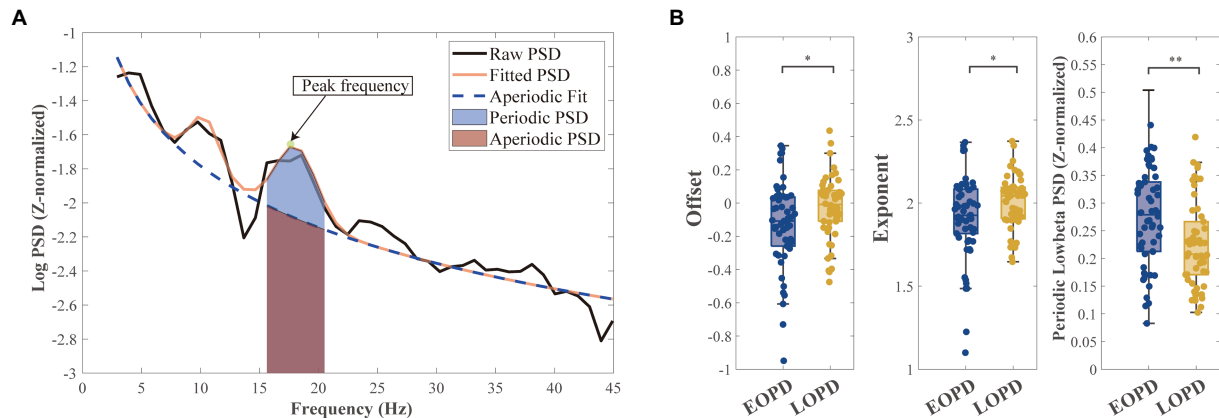 A
Log PSD (Z-normalized)
-1
-1.2
-1.4
-1.6
-1.8
-2
-2.2
-2.4
-2.6
-2.8
-3
0
5
10
15
20
25
30
35
40
45
Frequency (Hz)
Peak frequency
Raw PSD
Fitted PSD
Aperiodic Fit
Periodic PSD
Aperiodic PSD
B
Offset
1
0.8
0.6
0.4
0.2
0
-0.2
-0.4
-0.6
-0.8
-1
*
EOPD
LOPD
Exponent
3
2
1
*
EOPD
LOPD
Periodic Lowbeta PSD (Z-normalized)
0.6
0.55
0.5
0.45
0.4
0.35
0.3
0.25
0.2
0.15
0.1
0.05
0
**
EOPD
LOPD